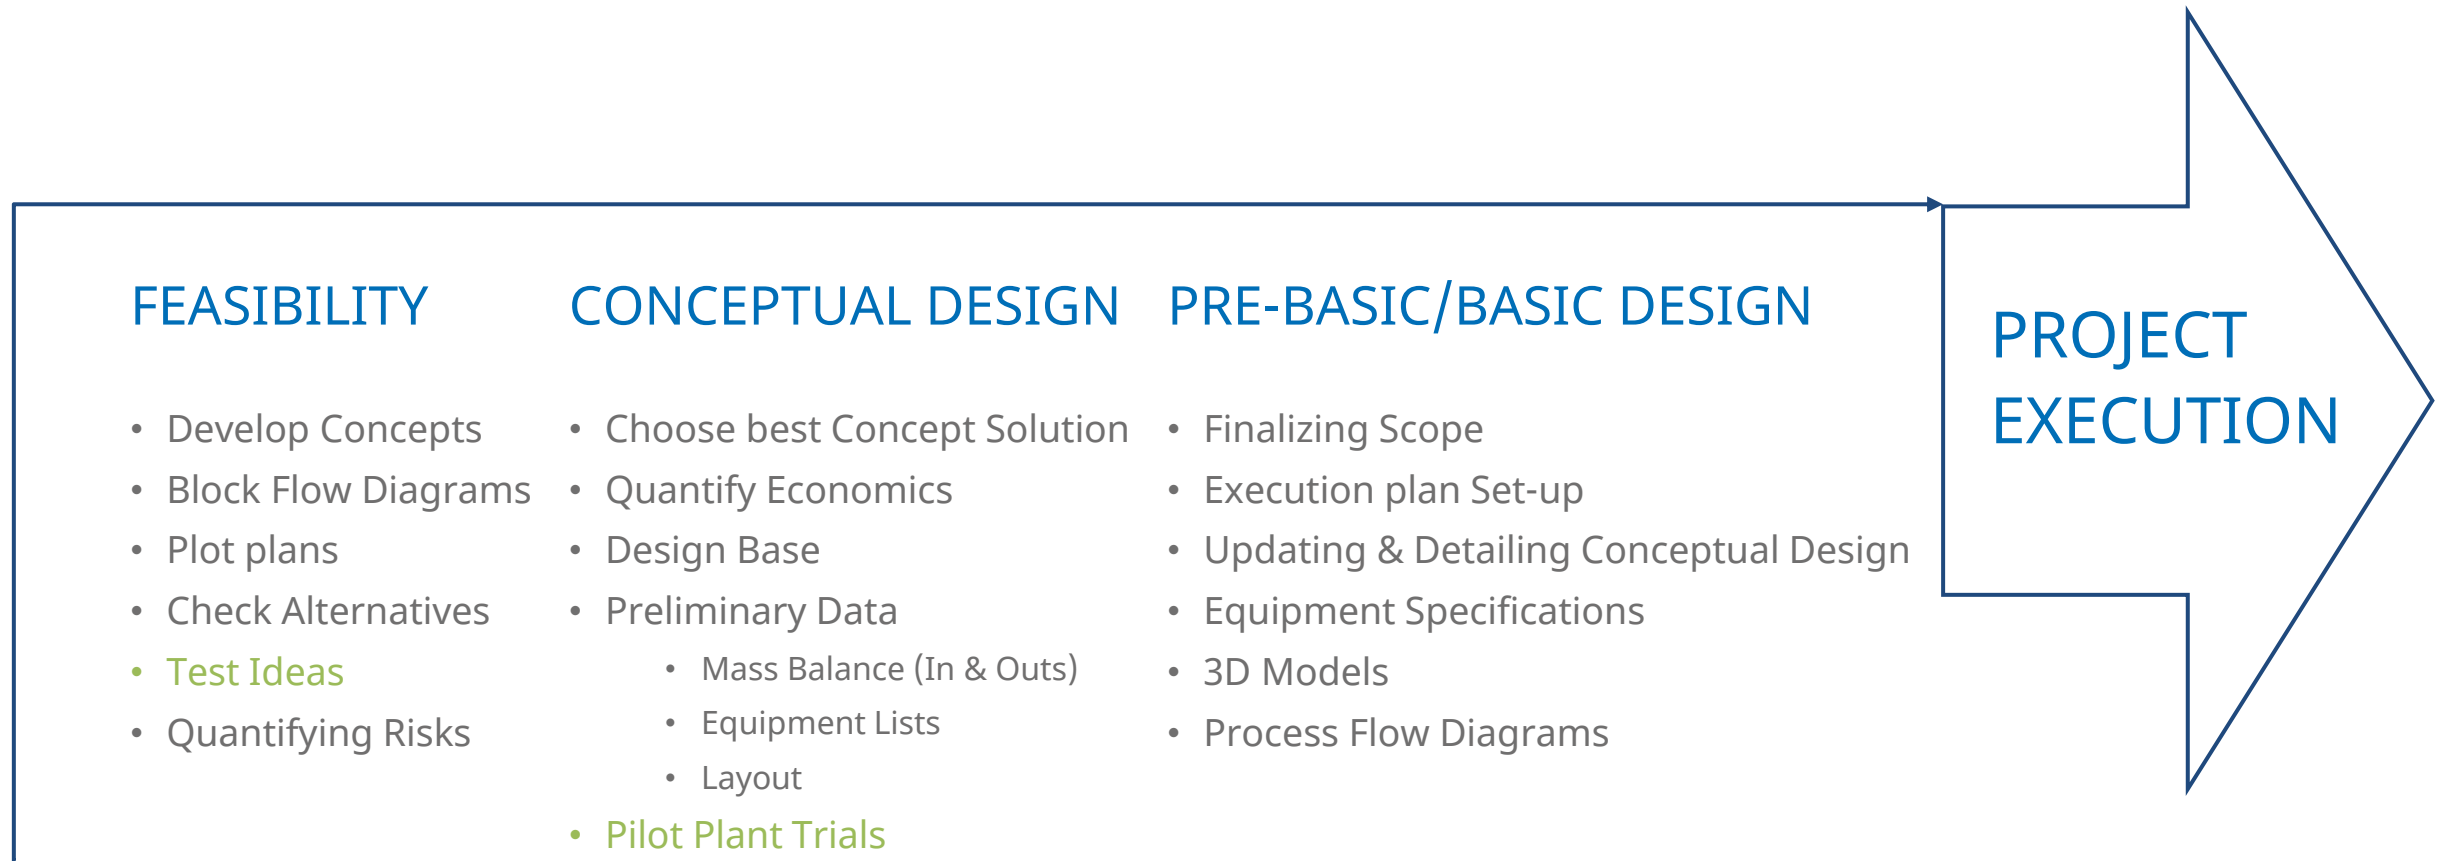 FEASIBILITY
• Develop Concepts
• Block Flow Diagrams
• Plot plans
• Check Alternatives
• Test Ideas
• Quantifying Risks
CONCEPTUAL DESIGN
• Choose best Concept Solution
• Quantify Economics
• Design Base
• Preliminary Data
• Mass Balance (In & Outs)
• Equipment Lists
• Layout
• Pilot Plant Trials
PRE-BASIC/BASIC DESIGN
• Finalizing Scope
• Execution plan Set-up
• Updating & Detailing Conceptual Design
• Equipment Specifications
• 3D Models
• Process Flow Diagrams
PROJECT
EXECUTION